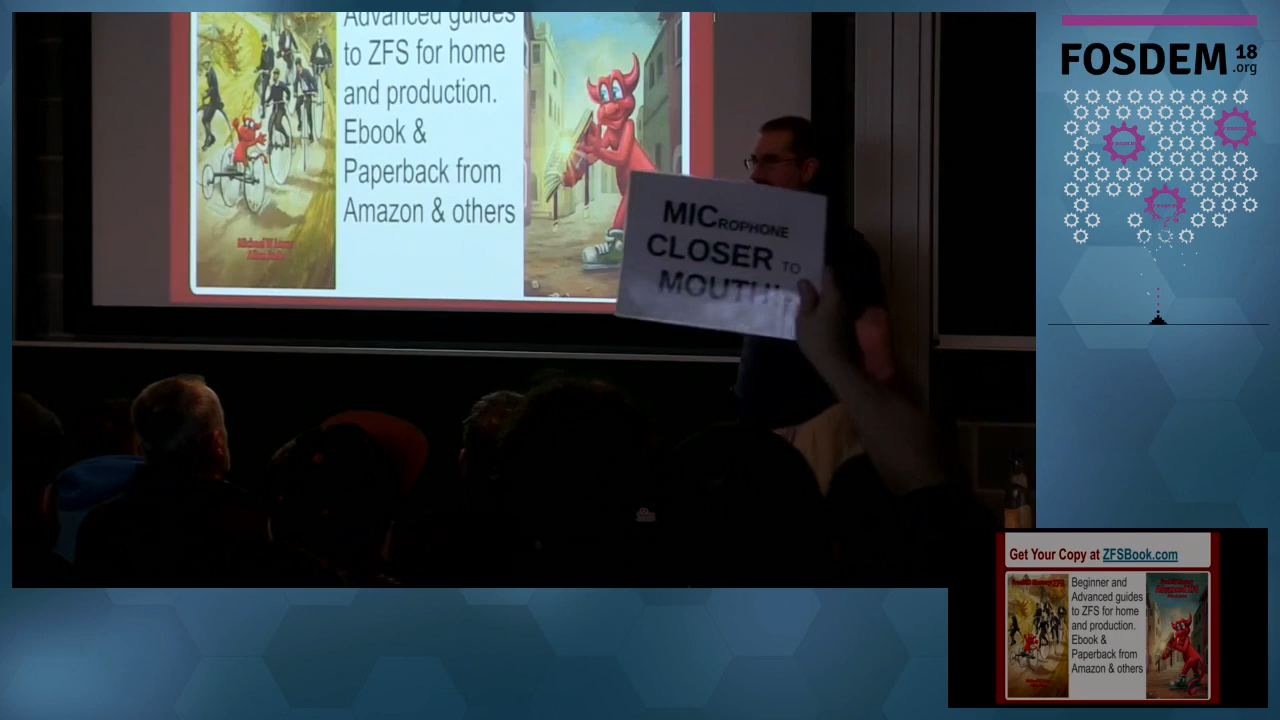 Advanced guides
to ZFS for home
and production.
Ebook &
Paperback from
Amazon & others
MICROPHONE
CLOSER TO
MOUTH!!
FOSDEM 18
.org
Get Your Copy at ZFSBook.com
Beginner and
Advanced guides
to ZFS for home
and production.
Ebook &
Paperback from
Amazon & others